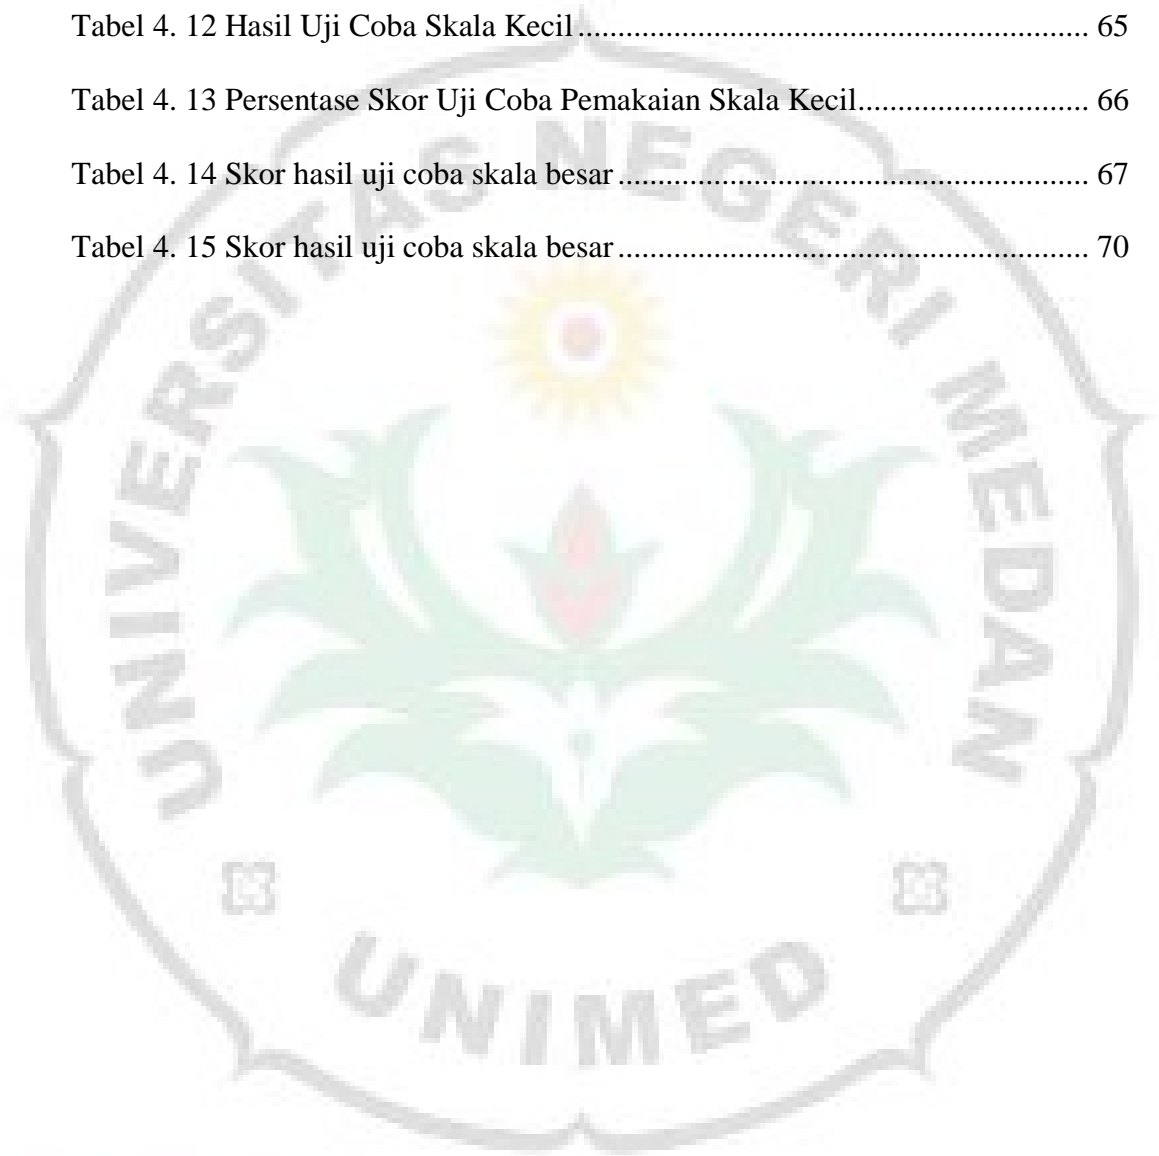 Tabel 4. 12 Hasil Uji Coba Skala Kecil ............................................................... 65
Tabel 4. 13 Persentase Skor Uji Coba Pemakaian Skala Kecil............................ 66
Tabel 4. 14 Skor hasil uji coba skala besar ......................................................... 67
Tabel 4. 15 Skor hasil uji coba skala besar ......................................................... 70
UNIVERSITAS NEGERI MEDAN
UNIMED